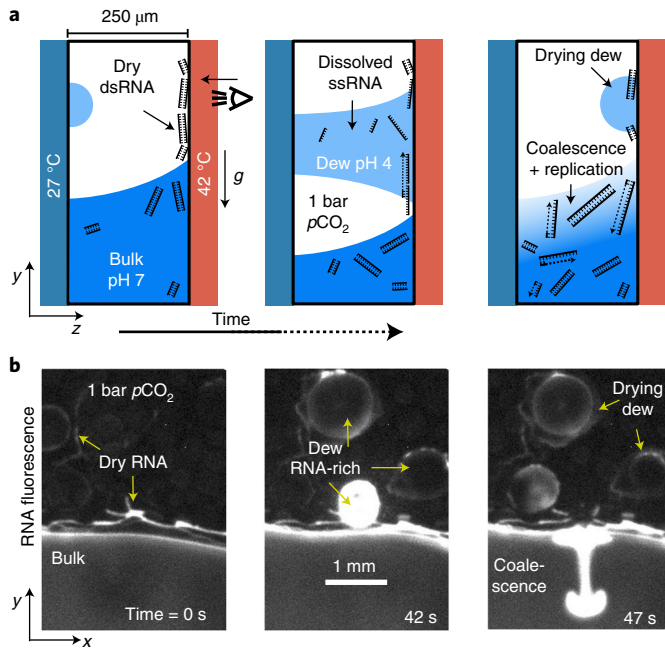 a
250 μm
Dry
dsRNA
27 °C
42 °C
g
Bulk
pH 7
y
z
Dissolved
ssRNA
Dew pH 4
1 bar
pCO2
Drying dew
Coalescence
+ replication
Time
b
RNA fluorescence
1 bar pCO2
Dry RNA
Bulk
Time = 0 s
y
x
Dew
RNA-rich
1 mm
42 s
Drying
dew
Coale-
scence
47 s